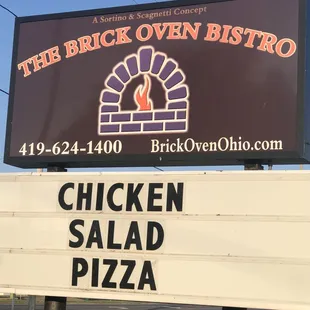 A Sortino & Scagnetti Concept
THE BRICK OVEN BISTRO
419-624-1400 BrickOvenOhio.com
CHICKEN
SALAD
PIZZA